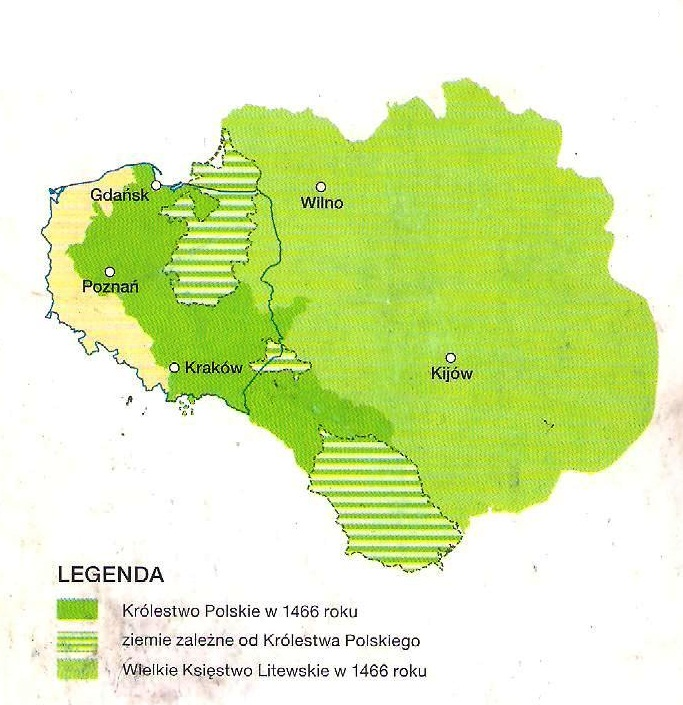 Gdańsk
Wilno
Poznań
Kraków
Kijów
LEGENDA
Królestwo Polskie w 1466 roku
ziemie zależne od Królestwa Polskiego
Wielkie Księstwo Litewskie w 1466 roku